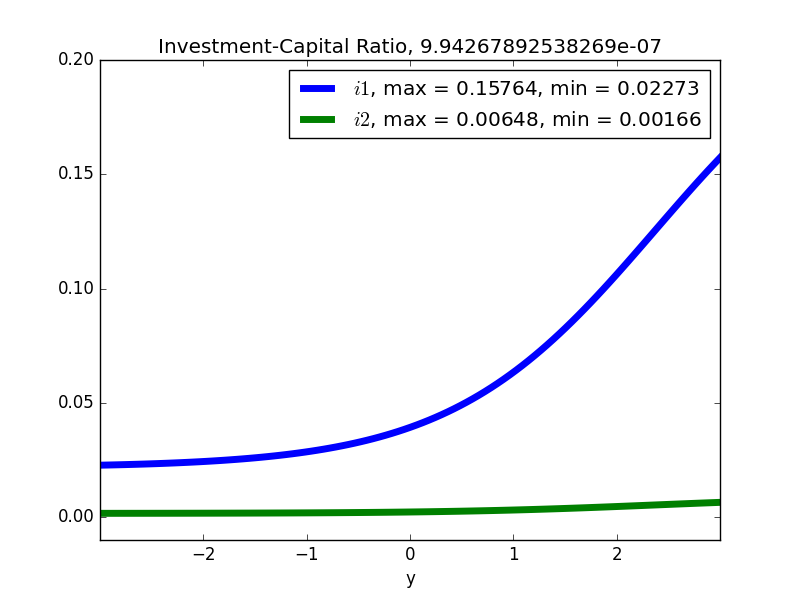 Investment-Capital Ratio, 9.94267892538269e-07
i1, max = 0.15764, min = 0.02273
i2, max = 0.00648, min = 0.00166
0.20
0.15
0.10
0.05
0.00
−2 −1 0 1 2
y